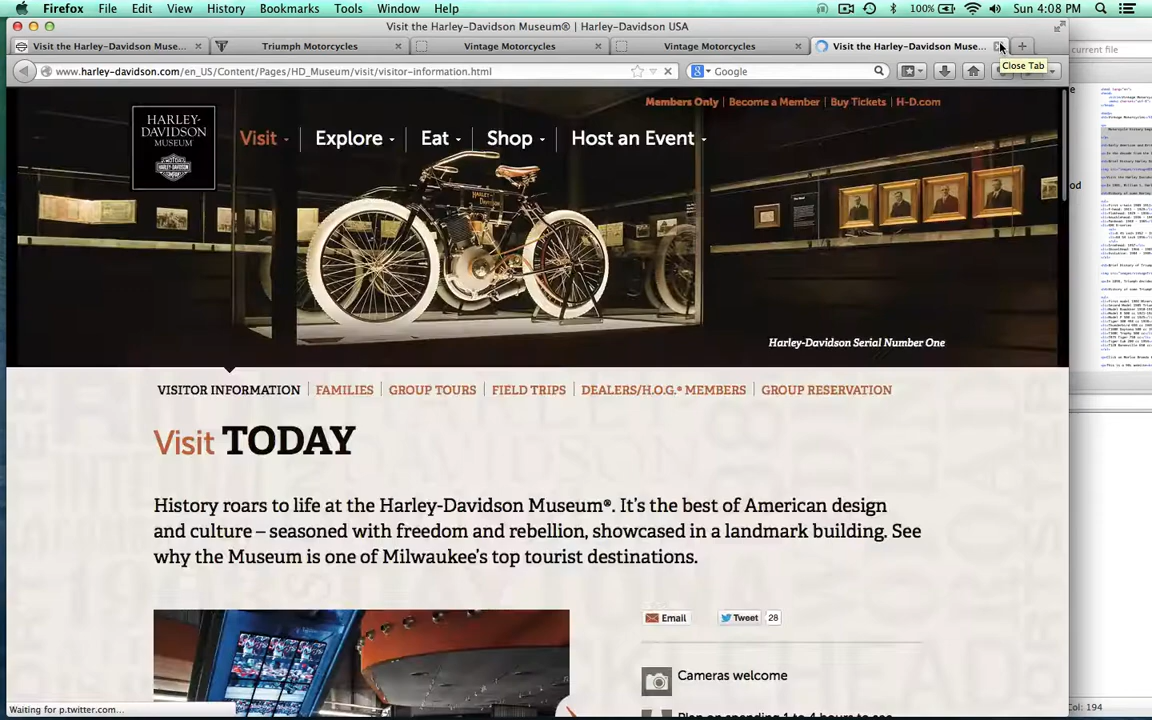 Firefox File Edit View History Bookmarks Tools Window Help 100% Sun 4:08 PM
Visit the Harley-Davidson Museum® | Harley-Davidson USA
Visit the Harley-Davidson Muse... Triumph Motorcycles Vintage Motorcycles Vintage Motorcycles Visit the Harley-Davidson Muse...
current file
Close Tab
www.harley-davidson.com/en_US/Content/Pages/HD_Museum/visit/visitor-information.html Google
Members Only Become a Member Buy Tickets H-D.com
HARLEY-
DAVIDSON
MUSEUM
Visit Explore Eat Shop Host an Event
Harley-Davidson Serial Number One
VISITOR INFORMATION FAMILIES GROUP TOURS FIELD TRIPS DEALERS/H.O.G.® MEMBERS GROUP RESERVATION
Visit TODAY
History roars to life at the Harley-Davidson Museum®. It's the best of American design
and culture – seasoned with freedom and rebellion, showcased in a landmark building. See
why the Museum is one of Milwaukee's top tourist destinations.
Email Tweet 28
Cameras welcome
Plan on spending 1 to 4 hours to see
Waiting for p.twitter.com...
Col: 194